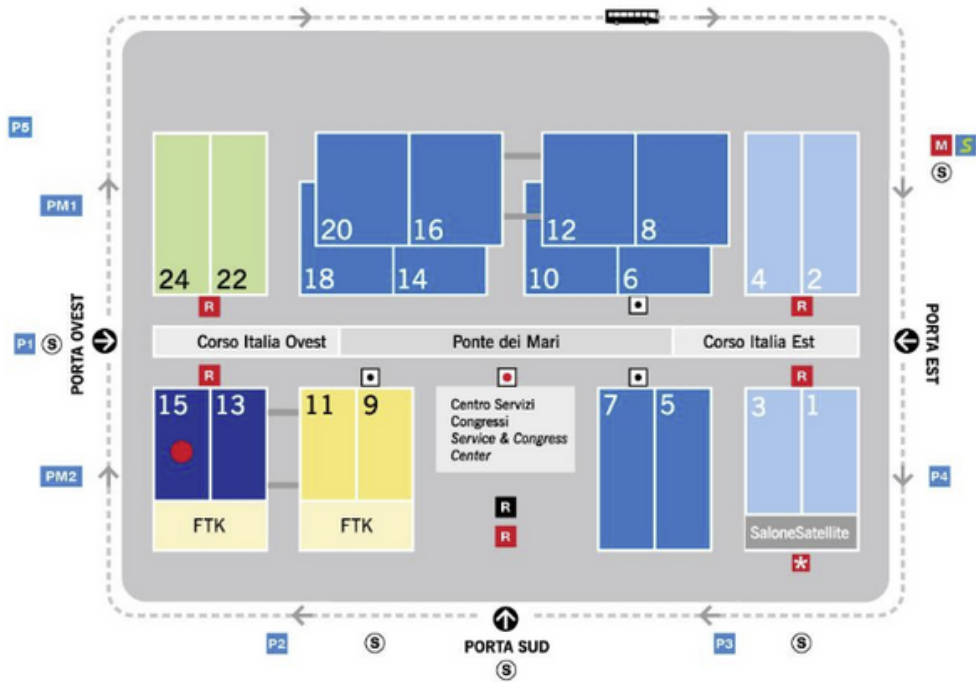 P5
M S
S
PM1
20
16
12
8
24
22
18
14
10
6
4
2
R
R
P1 S
PORTA OVEST
Corso Italia Ovest
Ponte dei Mari
Corso Italia Est
PORTA EST
R
R
15
13
11
9
Centro Servizi
Congressi
Service & Congress
Center
7
5
3
1
PM2
P4
FTK
FTK
R
R
SaloneSatellite
*
P2
S
PORTA SUD
S
P3
S